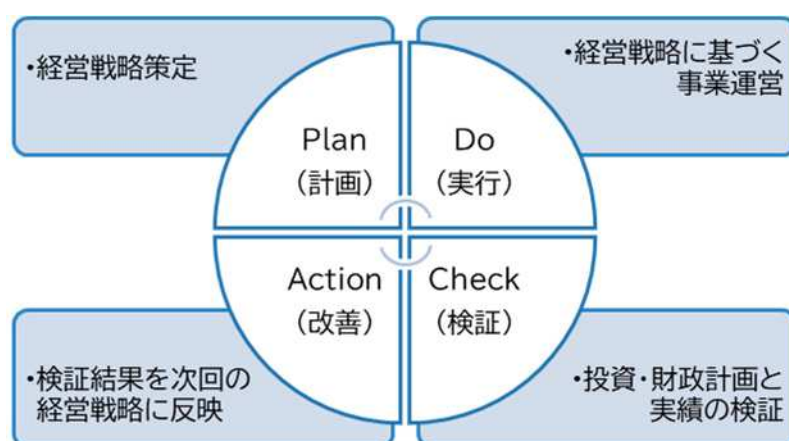 ・経営戦略策定
・経営戦略に基づく
事業運営
Plan
（計画）
Do
（実行）
Action
（改善）
Check
（検証）
・検証結果を次回の
経営戦略に反映
・投資・財政計画と
実績の検証